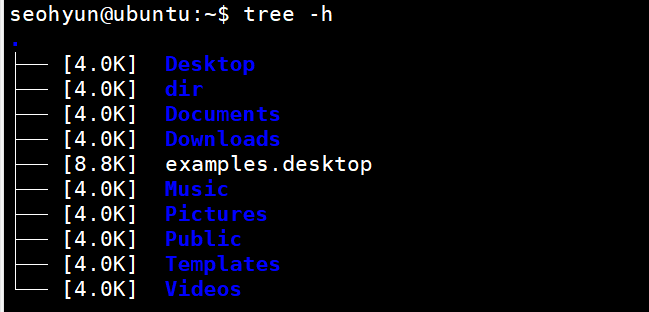 seohyun@ubuntu:~$ tree -h
.
├── [4.0K]  Desktop
├── [4.0K]  dir
├── [4.0K]  Documents
├── [4.0K]  Downloads
├── [8.8K]  examples.desktop
├── [4.0K]  Music
├── [4.0K]  Pictures
├── [4.0K]  Public
├── [4.0K]  Templates
└── [4.0K]  Videos